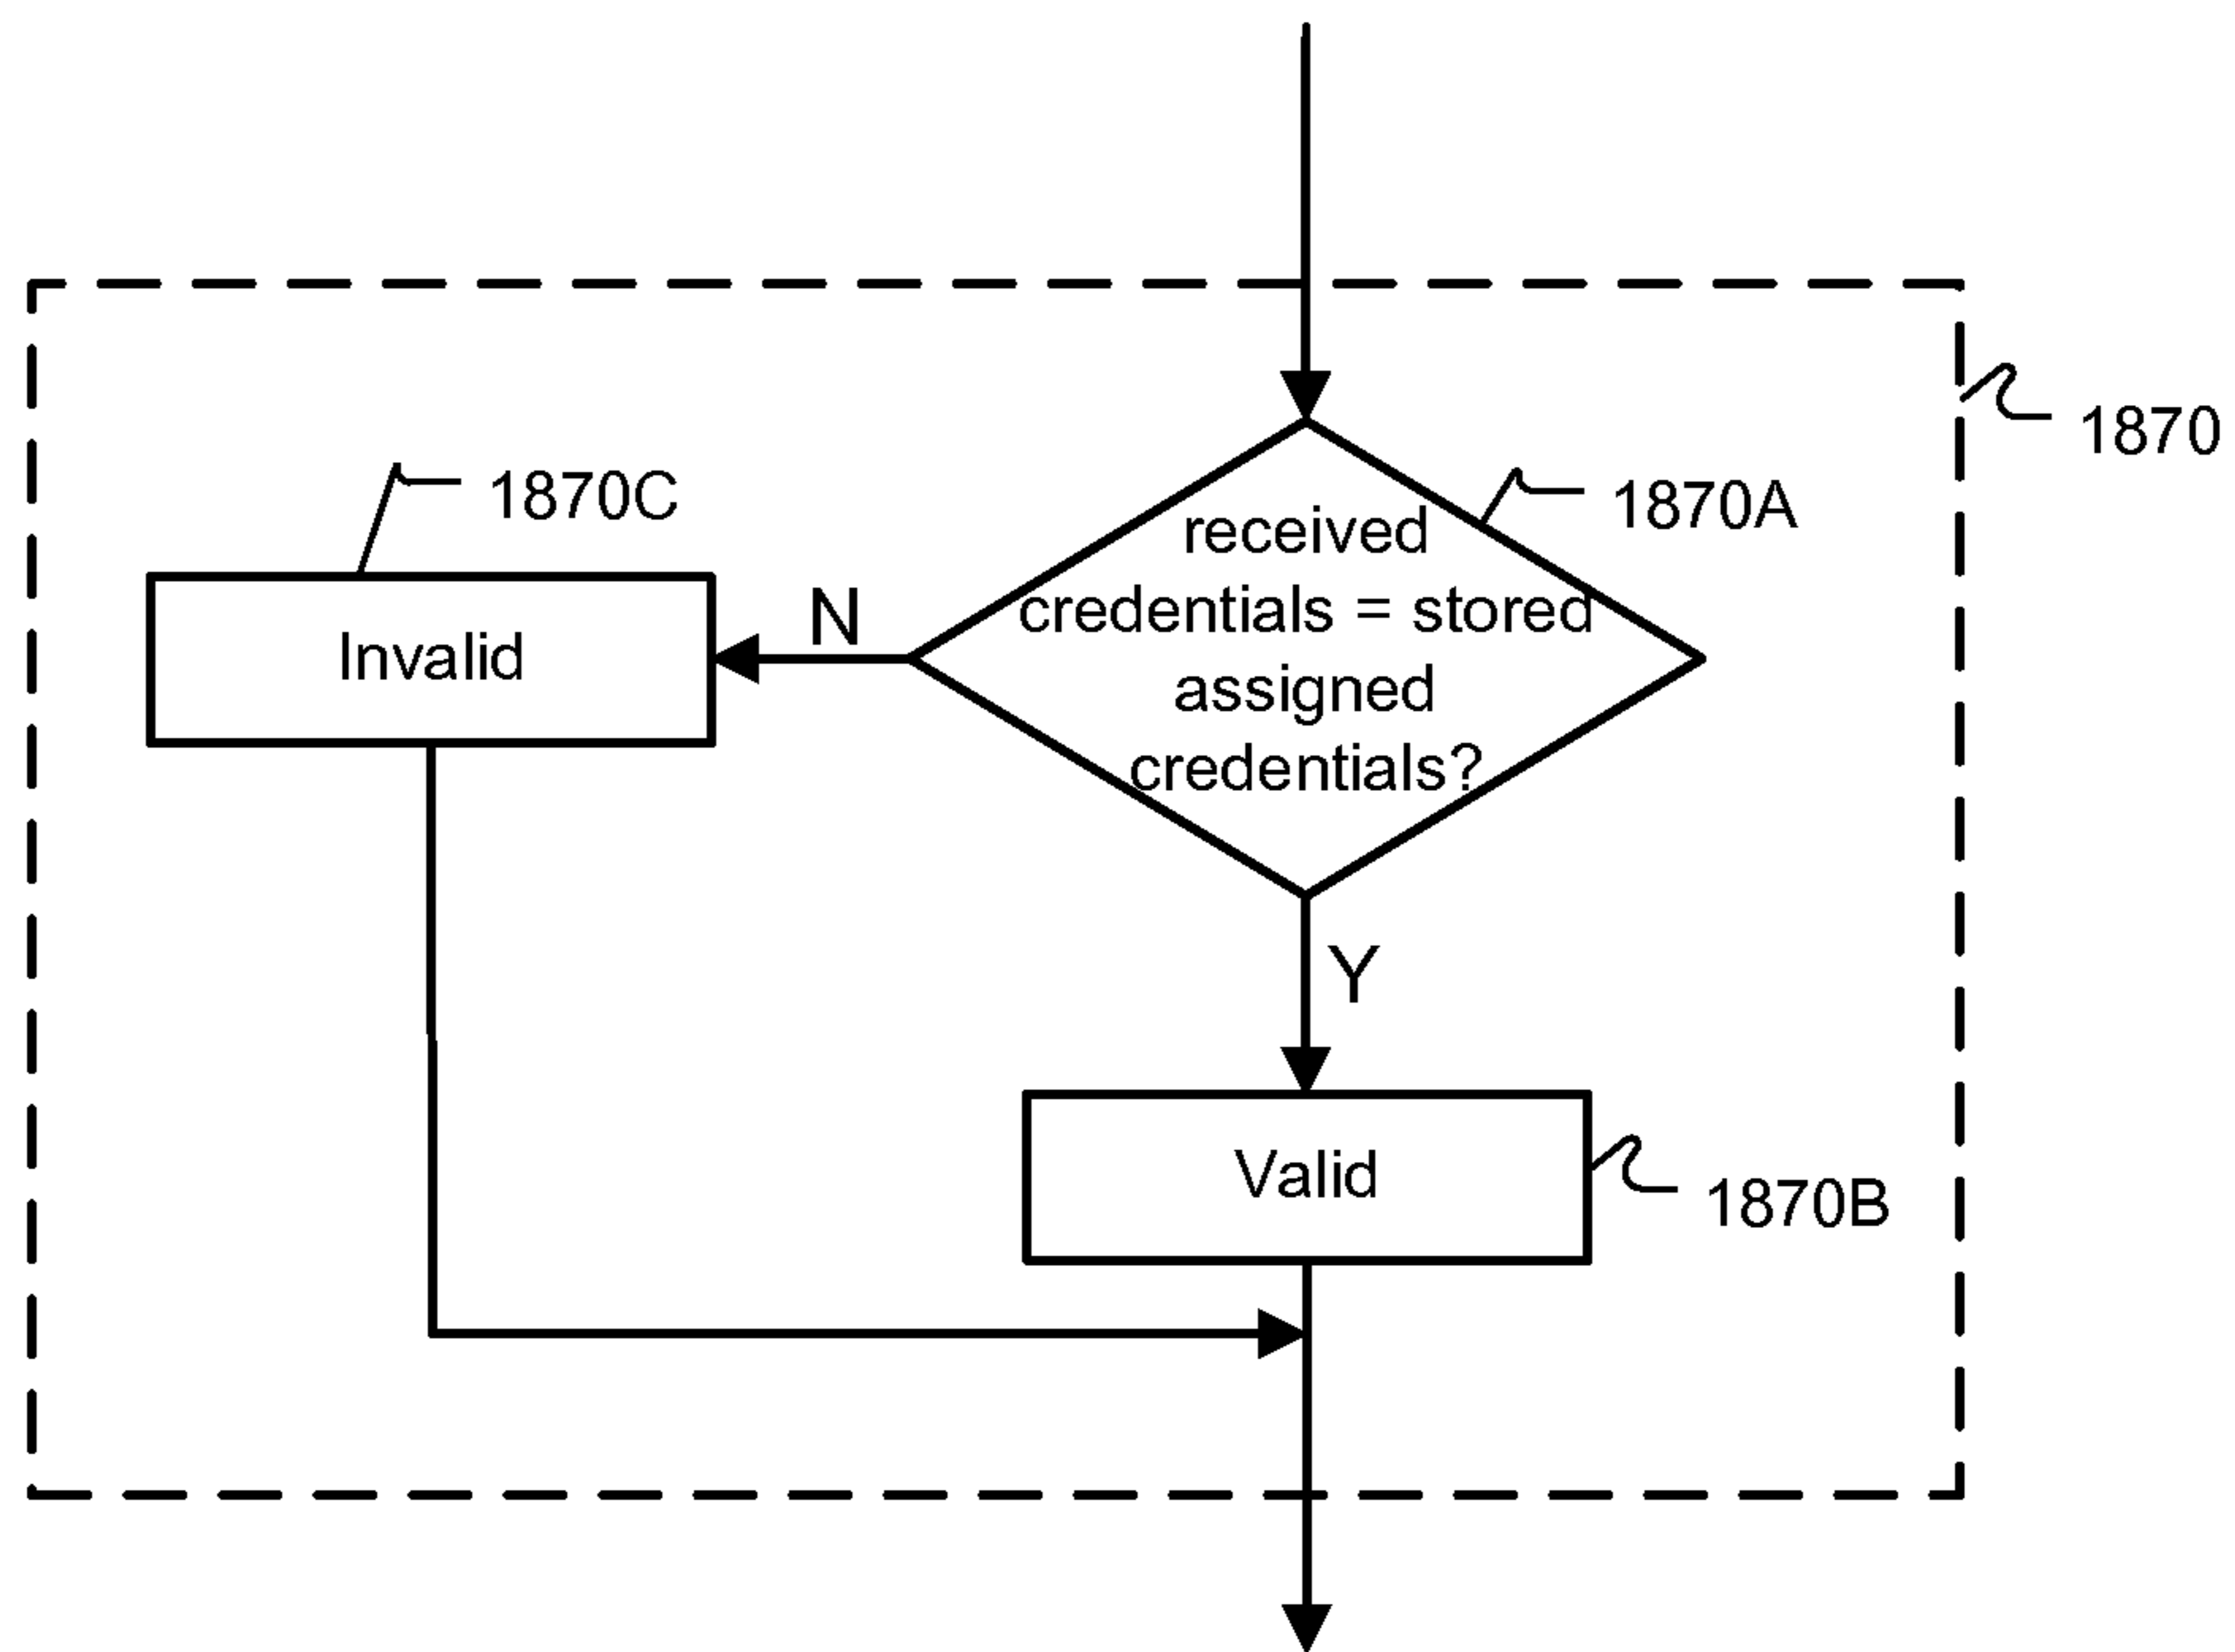 1870
1870C
1870A
received
credentials = stored
assigned
credentials?
N
Invalid
Y
Valid
1870B